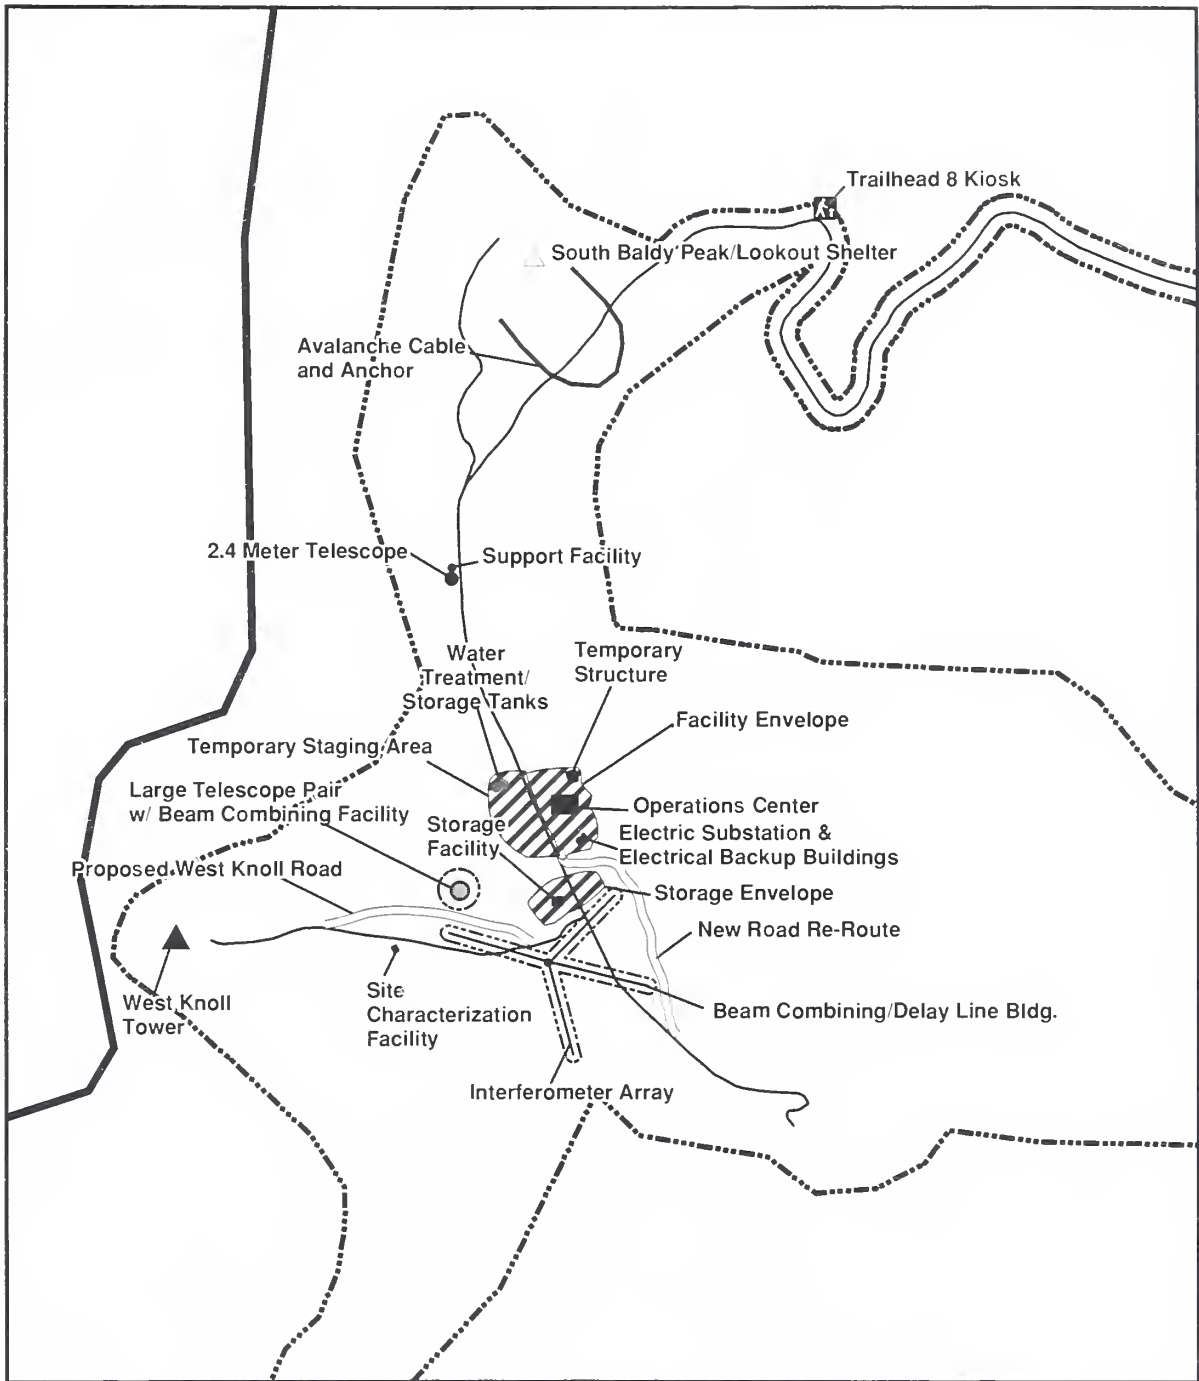 Trailhead 8 Kiosk
South Baldy Peak/Lookout Shelter
Avalanche Cable
and Anchor
2.4 Meter Telescope
Support Facility
Water
Treatment/
Storage Tanks
Temporary
Structure
Facility Envelope
Temporary Staging Area
Large Telescope Pair
w/ Beam Combining Facility
Operations Center
Storage
Facility
Electric Substation &
Electrical Backup Buildings
Proposed West Knoll Road
Storage Envelope
New Road Re-Route
West Knoll
Tower
Site
Characterization
Facility
Beam Combining/Delay Line Bldg.
Interferometer Array